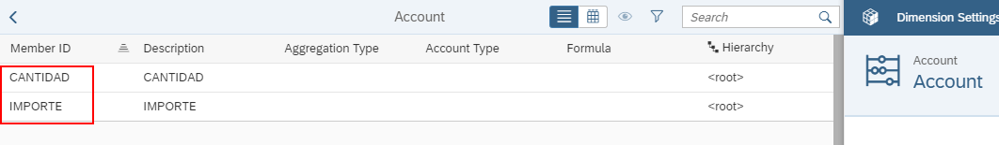 Account
Search
Dimension Settings
Member ID Description Aggregation Type Account Type Formula Hierarchy
CANTIDAD CANTIDAD <root>
IMPORTE IMPORTE <root>
Account
Account